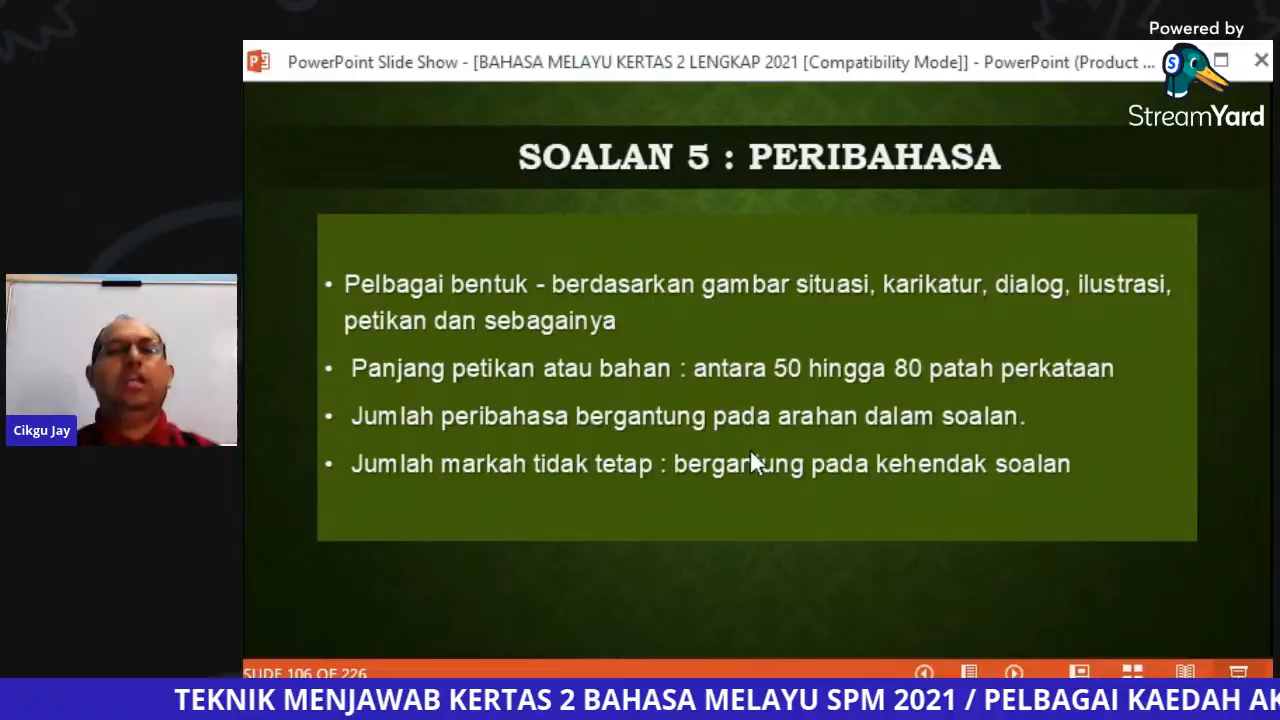 Powered by
StreamYard
PowerPoint Slide Show - [BAHASA MELAYU KERTAS 2 LENGKAP 2021 [Compatibility Mode]] - PowerPoint (Product ...
SOALAN 5 : PERIBAHASA
• Pelbagai bentuk - berdasarkan gambar situasi, karikatur, dialog, ilustrasi,
petikan dan sebagainya
• Panjang petikan atau bahan : antara 50 hingga 80 patah perkataan
• Jumlah peribahasa bergantung pada arahan dalam soalan.
• Jumlah markah tidak tetap : bergantung pada kehendak soalan
Cikgu Jay
SLIDE 106 OF 226
TEKNIK MENJAWAB KERTAS 2 BAHASA MELAYU SPM 2021 / PELBAGAI KAEDAH AK